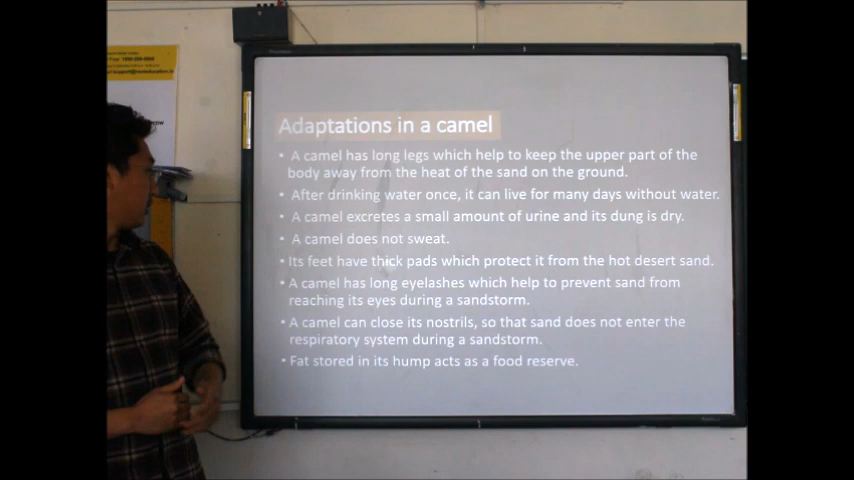 Adaptations in a camel
• A camel has long legs which help to keep the upper part of the
body away from the heat of the sand on the ground.
• After drinking water once, it can live for many days without water.
• A camel excretes a small amount of urine and its dung is dry.
• A camel does not sweat.
• Its feet have thick pads which protect it from the hot desert sand.
• A camel has long eyelashes which help to prevent sand from
reaching its eyes during a sandstorm.
• A camel can close its nostrils, so that sand does not enter the
respiratory system during a sandstorm.
• Fat stored in its hump acts as a food reserve.